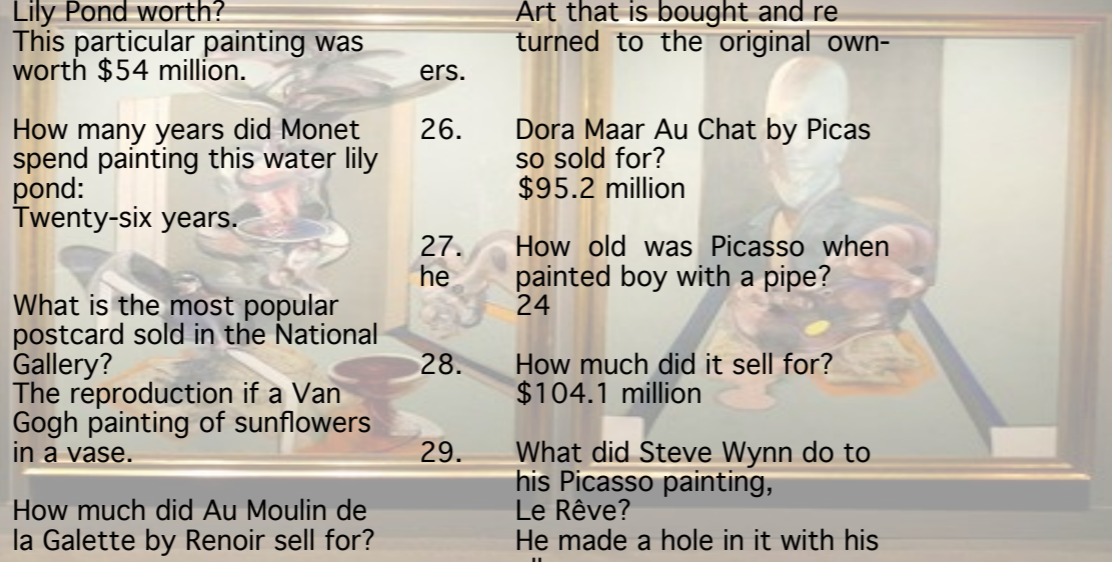 Lily Pond worth?
This particular painting was
worth $54 million.
How many years did Monet
spend painting this water lily
pond:
Twenty-six years.
What is the most popular
postcard sold in the National
Gallery?
The reproduction if a Van
Gogh painting of sunflowers
in a vase.
How much did Au Moulin de
la Galette by Renoir sell for?
Art that is bought and re
turned to the original own-
ers.
26. Dora Maar Au Chat by Picas
so sold for?
$95.2 million
27. How old was Picasso when
he painted boy with a pipe?
24
28. How much did it sell for?
$104.1 million
29. What did Steve Wynn do to
his Picasso painting,
Le Rêve?
He made a hole in it with his